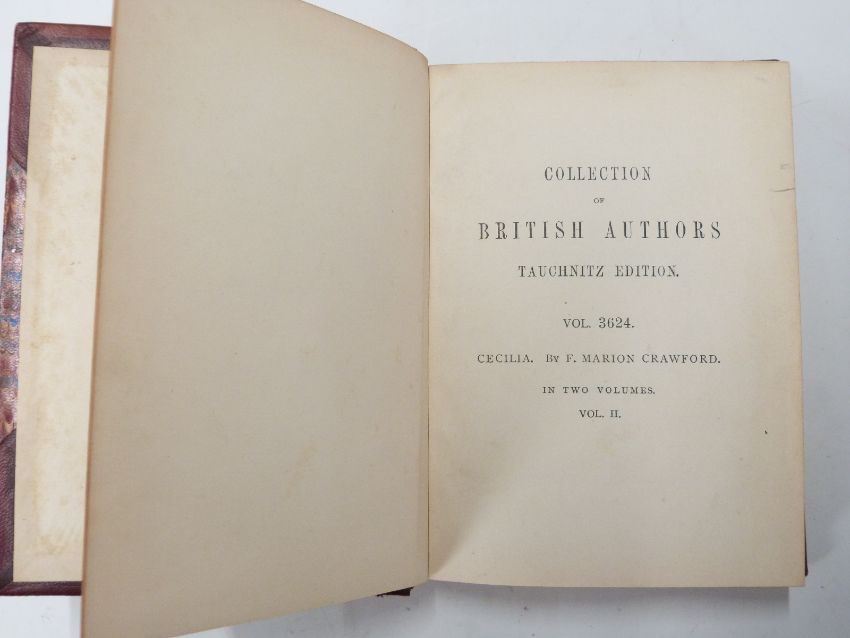 COLLECTION
OF
BRITISH AUTHORS
TAUCHNITZ EDITION.
VOL. 3624.
CECILIA. BY F. MARION CRAWFORD.
IN TWO VOLUMES.
VOL. II.